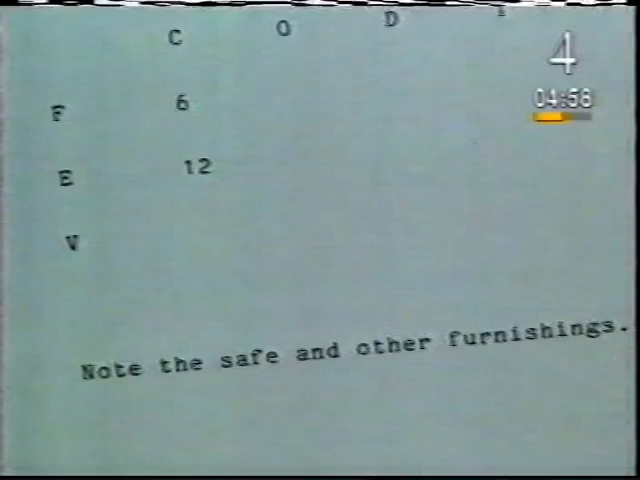 C O D I
4
04:58
F 6
E 12
V
Note the safe and other furnishings.